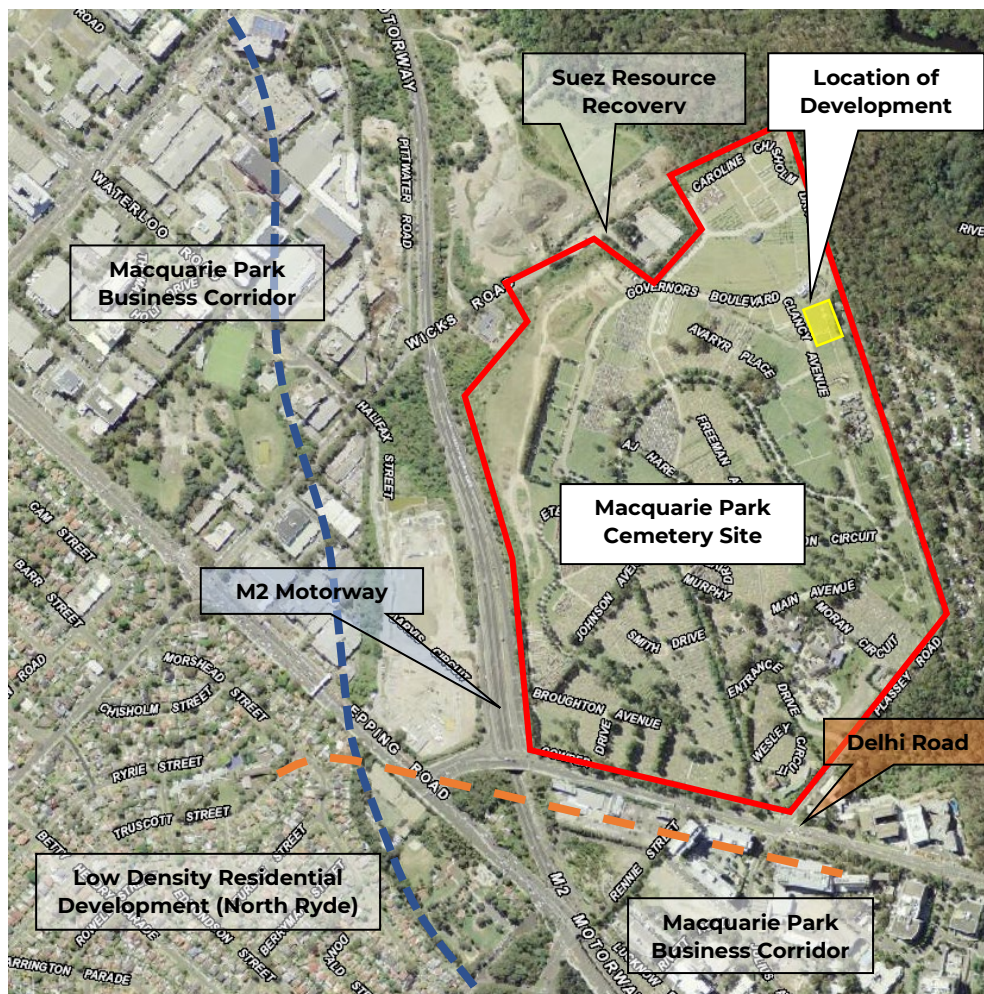 ROAD
MOTORWAY
Suez Resource
Recovery
Location of
Development
PITTWATER ROAD
CAROLINE CHISHOLM
WATERLOO
Macquarie Park
Business Corridor
WICKS ROAD
GOVERNORS BOULEVARD
CLANCY AVENUE
AVARYR PLACE
HALIFAX STREET
FREEMAN
AJ HARE
CAM STREET
BARR STREET
Macquarie Park
Cemetery Site
CIRCUIT
M2 Motorway
JOHNSON
MURPHY
MAIN AVENUE
MORAN CIRCUIT
SMITH DRIVE
ROAD
MORSHEAD STREET
CHISHOLM STREET
ENTRANCE DRIVE
PLASSEY ROAD
BROUGHTON AVENUE
DRIVE
WESLEY
EPPING ROAD
Delhi Road
RYRIE STREET
TRUSCOTT STREET
STREET
Low Density Residential
Development (North Ryde)
RENNIE STREET
M2 MOTORWAY
Macquarie Park
Business Corridor
STREET